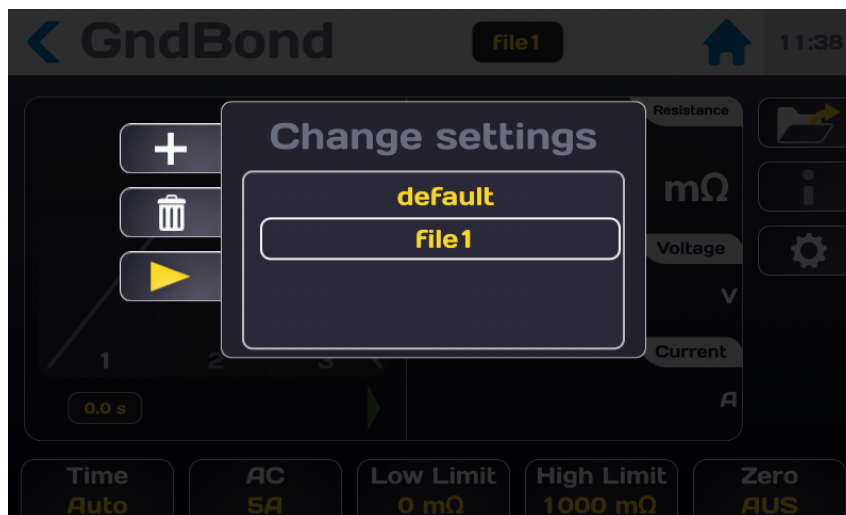 GndBond
file1
11:38
Change settings
default
file1
Resistance
mΩ
Voltage
V
Current
A
1 2 3
0.0 s
Time
Auto
AC
5A
Low Limit
0 mΩ
High Limit
1000 mΩ
Zero
AUS